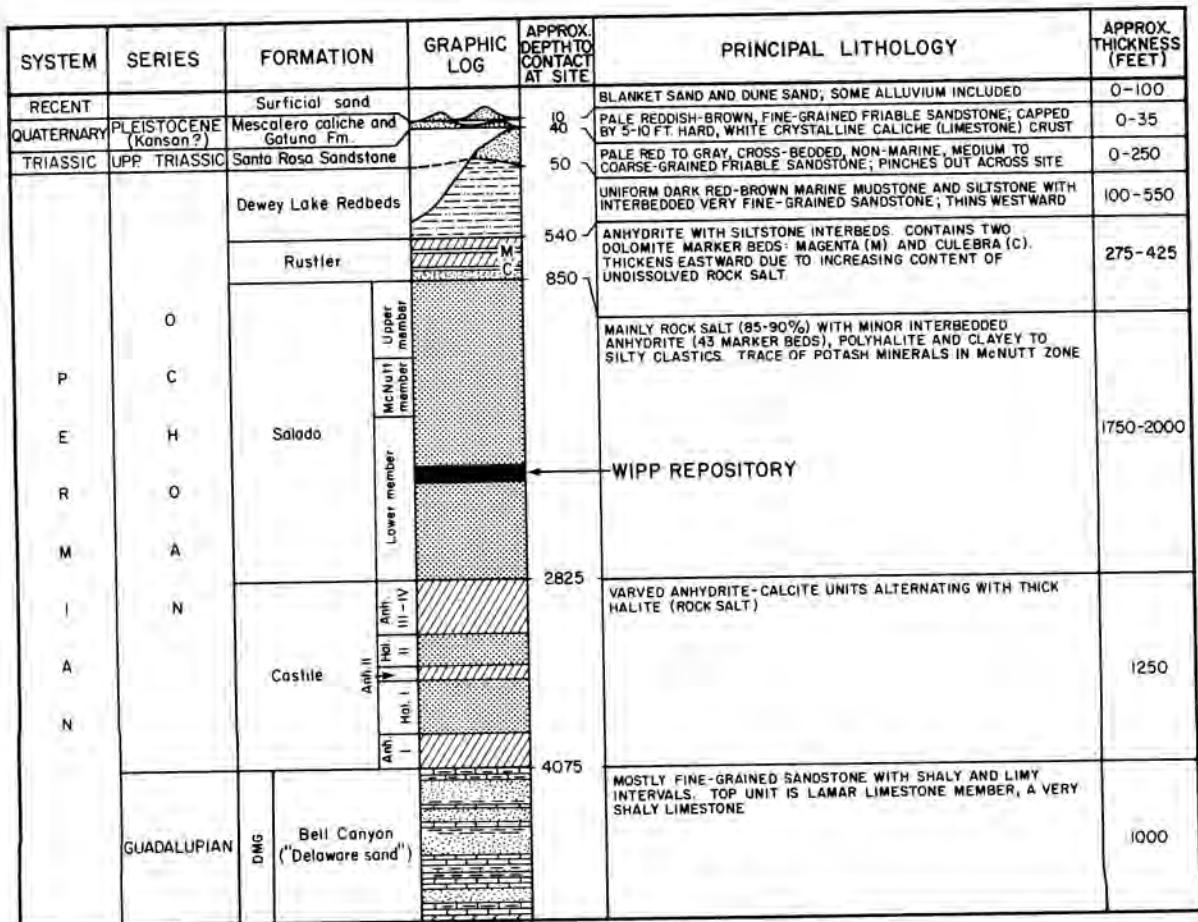 SYSTEM
SERIES
FORMATION
GRAPHIC
LOG
APPROX.
DEPTH TO
CONTACT
AT SITE
PRINCIPAL LITHOLOGY
APPROX.
THICKNESS
(FEET)
RECENT
Surficial sand
BLANKET SAND AND DUNE SAND; SOME ALLUVIUM INCLUDED
0-100
10
QUATERNARY
PLEISTOCENE
(Kansan?)
Mescalero caliche and
Gatuna Fm.
40
PALE REDDISH-BROWN, FINE-GRAINED FRIABLE SANDSTONE; CAPPED
BY 5-10 FT. HARD, WHITE CRYSTALLINE CALICHE (LIMESTONE) CRUST
0-35
TRIASSIC
UPP TRIASSIC
Santa Rosa Sandstone
50
PALE RED TO GRAY, CROSS-BEDDED, NON-MARINE, MEDIUM TO
COARSE-GRAINED FRIABLE SANDSTONE; PINCHES OUT ACROSS SITE
0-250
Dewey Lake Redbeds
UNIFORM DARK RED-BROWN MARINE MUDSTONE AND SILTSTONE WITH
INTERBEDDED VERY FINE-GRAINED SANDSTONE; THINS WESTWARD
100-550
540
Rustler
M
C
ANHYDRITE WITH SILTSTONE INTERBEDS. CONTAINS TWO
DOLOMITE MARKER BEDS: MAGENTA (M) AND CULEBRA (C).
THICKENS EASTWARD DUE TO INCREASING CONTENT OF
UNDISSOLVED ROCK SALT
275-425
850
PERMIAN
OCHOAN
Salado
Upper
member
McNutt
member
Lower member
MAINLY ROCK SALT (85-90%) WITH MINOR INTERBEDDED
ANHYDRITE (43 MARKER BEDS), POLYHALITE AND CLAYEY TO
SILTY CLASTICS. TRACE OF POTASH MINERALS IN McNUTT ZONE
1750-2000
WIPP REPOSITORY
2825
Castile
Anh.
III-IV
Hal.
II
Anh. II
Hal. I
Anh.
I
VARVED ANHYDRITE-CALCITE UNITS ALTERNATING WITH THICK
HALITE (ROCK SALT)
1250
4075
GUADALUPIAN
DMG
Bell Canyon
("Delaware sand")
MOSTLY FINE-GRAINED SANDSTONE WITH SHALY AND LIMY
INTERVALS. TOP UNIT IS LAMAR LIMESTONE MEMBER, A VERY
SHALY LIMESTONE
1000